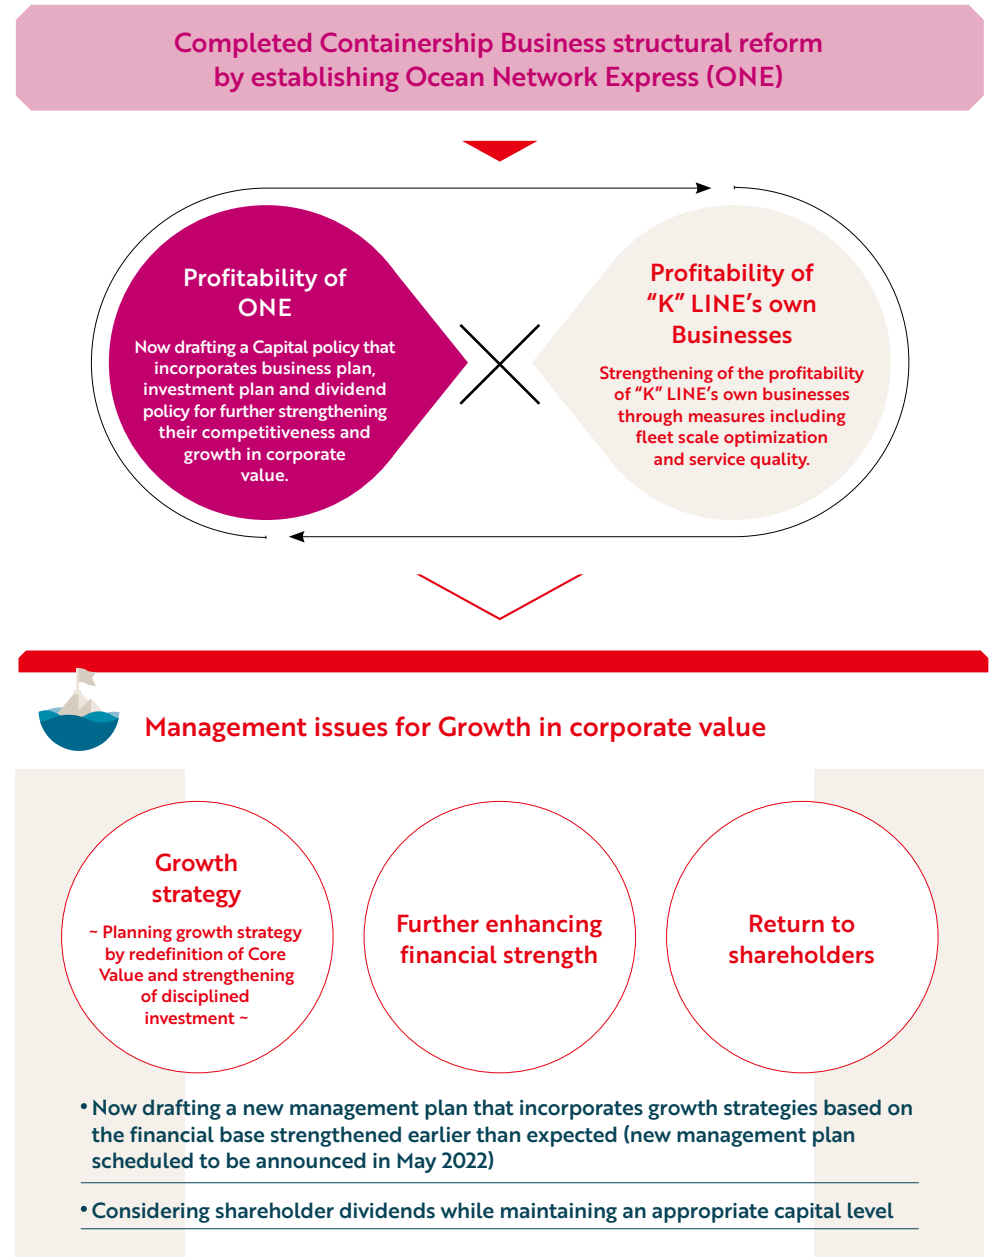 Completed Containership Business structural reform
by establishing Ocean Network Express (ONE)
Profitability of
ONE
Now drafting a Capital policy that
incorporates business plan,
investment plan and dividend
policy for further strengthening
their competitiveness and
growth in corporate
value.
Profitability of
“K” LINE’s own
Businesses
Strengthening of the profitability
of “K” LINE’s own businesses
through measures including
fleet scale optimization
and service quality.
Management issues for Growth in corporate value
Growth
strategy
~ Planning growth strategy
by redefinition of Core
Value and strengthening
of disciplined
investment ~
Further enhancing
financial strength
Return to
shareholders
• Now drafting a new management plan that incorporates growth strategies based on
the financial base strengthened earlier than expected (new management plan
scheduled to be announced in May 2022)
• Considering shareholder dividends while maintaining an appropriate capital level